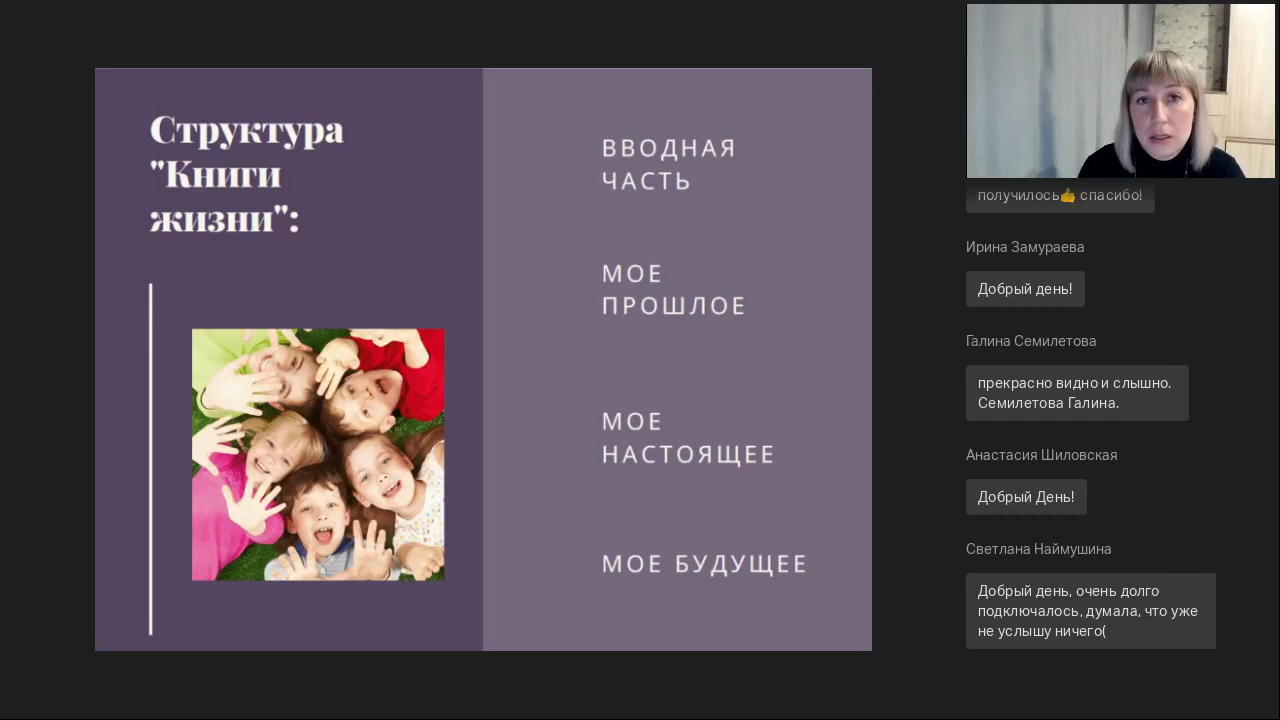 Структура
"Книги
жизни":
ВВОДНАЯ
ЧАСТЬ
МОЕ
ПРОШЛОЕ
МОЕ
НАСТОЯЩЕЕ
МОЕ БУДУЩЕЕ
получилось👍 спасибо!
Ирина Замураева
Добрый день!
Галина Семилетова
прекрасно видно и слышно.
Семилетова Галина.
Анастасия Шиловская
Добрый День!
Светлана Наймушина
Добрый день, очень долго
подключалось, думала, что уже
не услышу ничего(